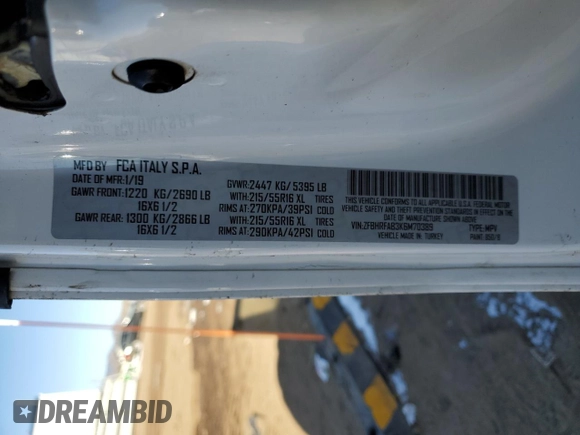 MFD BY FCA ITALY S.P.A.
DATE OF MFR: 1/19 GVWR: 2447 KG/ 5395 LB
GAWR FRONT: 1220 KG/ 2690 LB WITH: 215/55R16 XL TIRES
16X6 1/2 RIMS AT: 270KPA/39PSI COLD
GAWR REAR: 1300 KG/ 2866 LB WITH: 215/55R16 XL TIRES
16X6 1/2 RIMS AT: 290KPA/42PSI COLD
THIS VEHICLE CONFORMS TO ALL APPLICABLE
U.S.A. FEDERAL MOTOR VEHICLE SAFETY, BUMPER,
AND THEFT PREVENTION STANDARDS IN EFFECT ON THE
DATE OF MANUFACTURE SHOWN ABOVE
TYPE: MPV
VEHICLE MADE IN: TURKEY
DREAMBID